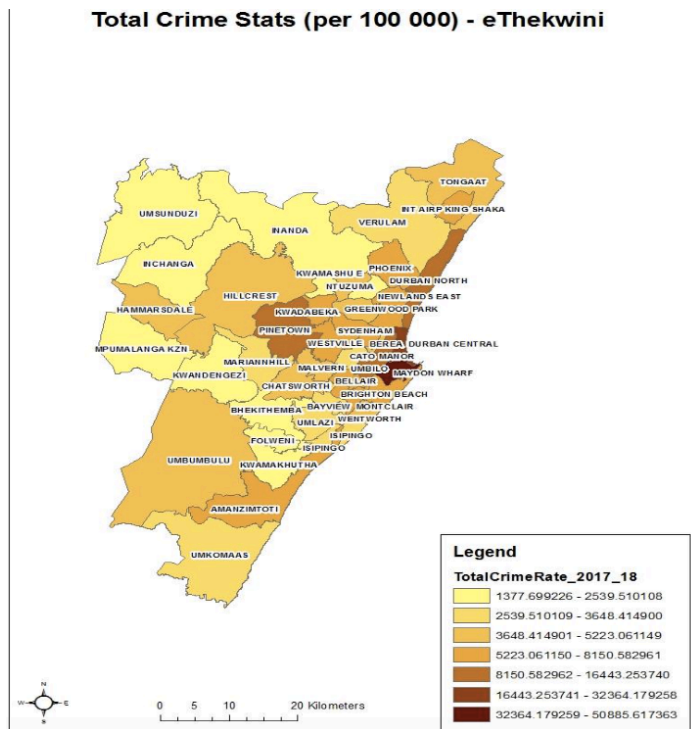 Total Crime Stats (per 100 000) - eThekwini
TONGAAT
UMSUNDUZI
INT AIRP KING SHAKA
VERULAM
INANDA
INCHANGA
PHOENIX
KWAMASHU E
DURBAN NORTH
NTUZUMA
HILLCREST
NEWLANDS EAST
HAMMARSDALE
KWADABEKA
GREENWOOD PARK
PINETOWN
SYDENHAM
WESTVILLE
BEREA
DURBAN CENTRAL
MPUMALANGA KZN
CATO MANOR
MARIANNHILL
MALVERN
UMBILO
MAYDON WHARF
KWANDENGEZI
BELLAIR
CHATSWORTH
BRIGHTON BEACH
BHEKITHEMBA
BAYVIEW
MONTCLAIR
WENTWORTH
UMLAZI
ISIPINGO
FOLWENI
ISIPINGO
UMBUMBULU
KWAMAKHUTHA
AMANZIMTOTI
UMKOMAAS
Legend
TotalCrimeRate_2017_18
1377.699226 - 2539.510108
2539.510109 - 3648.414900
3648.414901 - 5223.061149
5223.061150 - 8150.582961
8150.582962 - 16443.253740
16443.253741 - 32364.179258
32364.179259 - 50885.617363
N
W
E
S
0 5 10 20 Kilometers